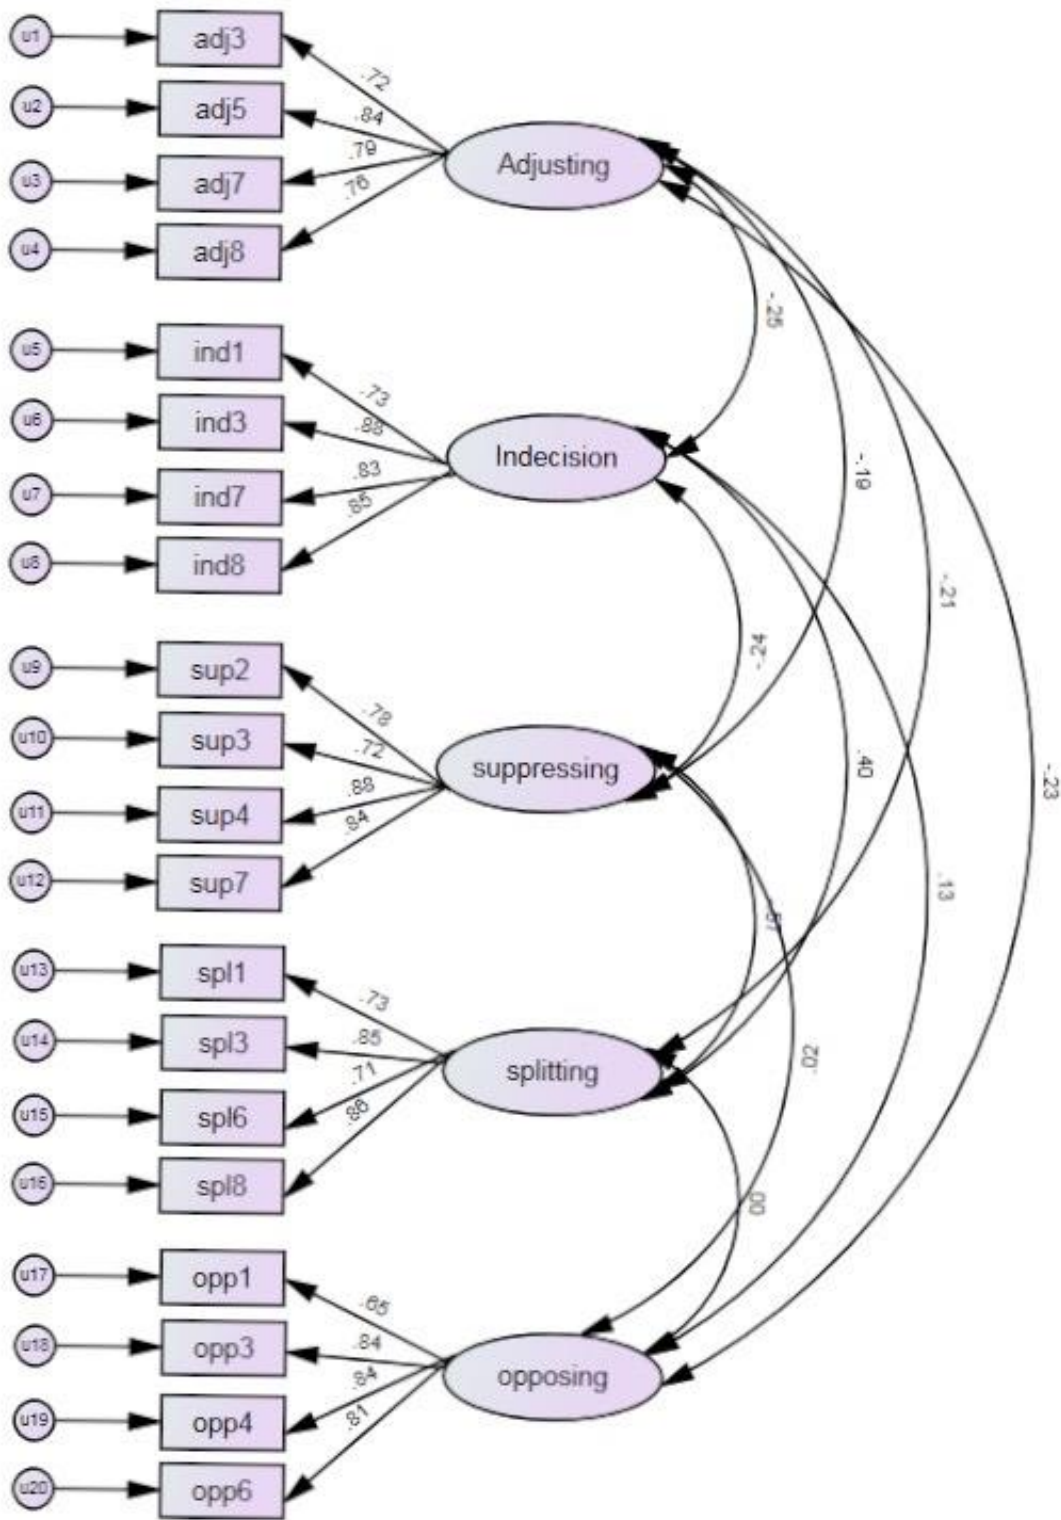 u1
adj3
.72
u2
adj5
.84
u3
adj7
.79
u4
adj8
.76
Adjusting
-.25
u5
ind1
.73
u6
ind3
.88
u7
ind7
.83
u8
ind8
.85
Indecision
-.19
-.21
-.24
u9
sup2
.78
u10
sup3
.72
u11
sup4
.88
u12
sup7
.84
suppressing
.40
-.23
.13
u13
spl1
.73
u14
spl3
.85
u15
spl6
.71
u16
spl8
.86
splitting
.02
.00
u17
opp1
.65
u18
opp3
.84
u19
opp4
.84
u20
opp6
.81
opposing